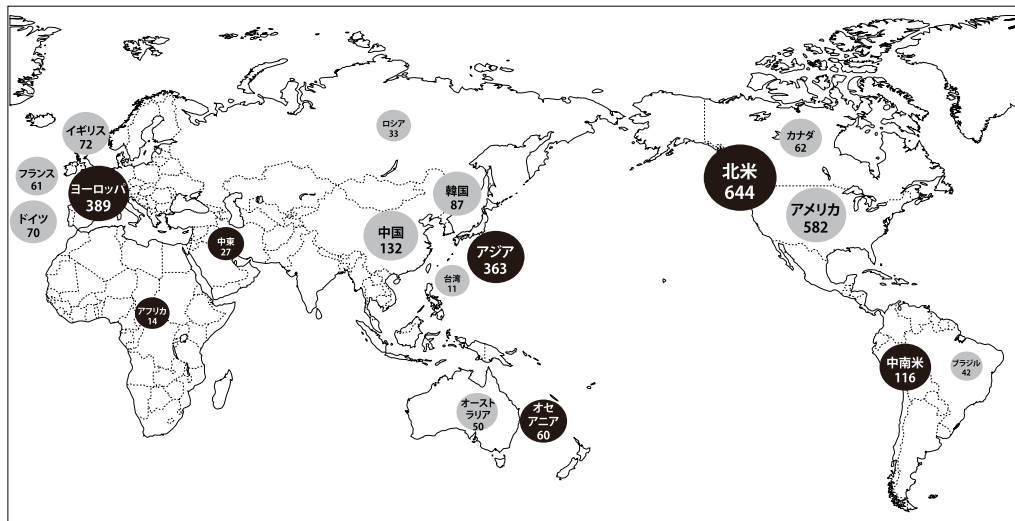 イギリス
72
フランス
61
ヨーロッパ
389
ドイツ
70
中東
27
アフリカ
14
ロシア
33
韓国
87
中国
132
アジア
363
台湾
11
オースト
ラリア
50
オセ
アニア
60
北米
644
カナダ
62
アメリカ
582
中南米
116
ブラジル
42